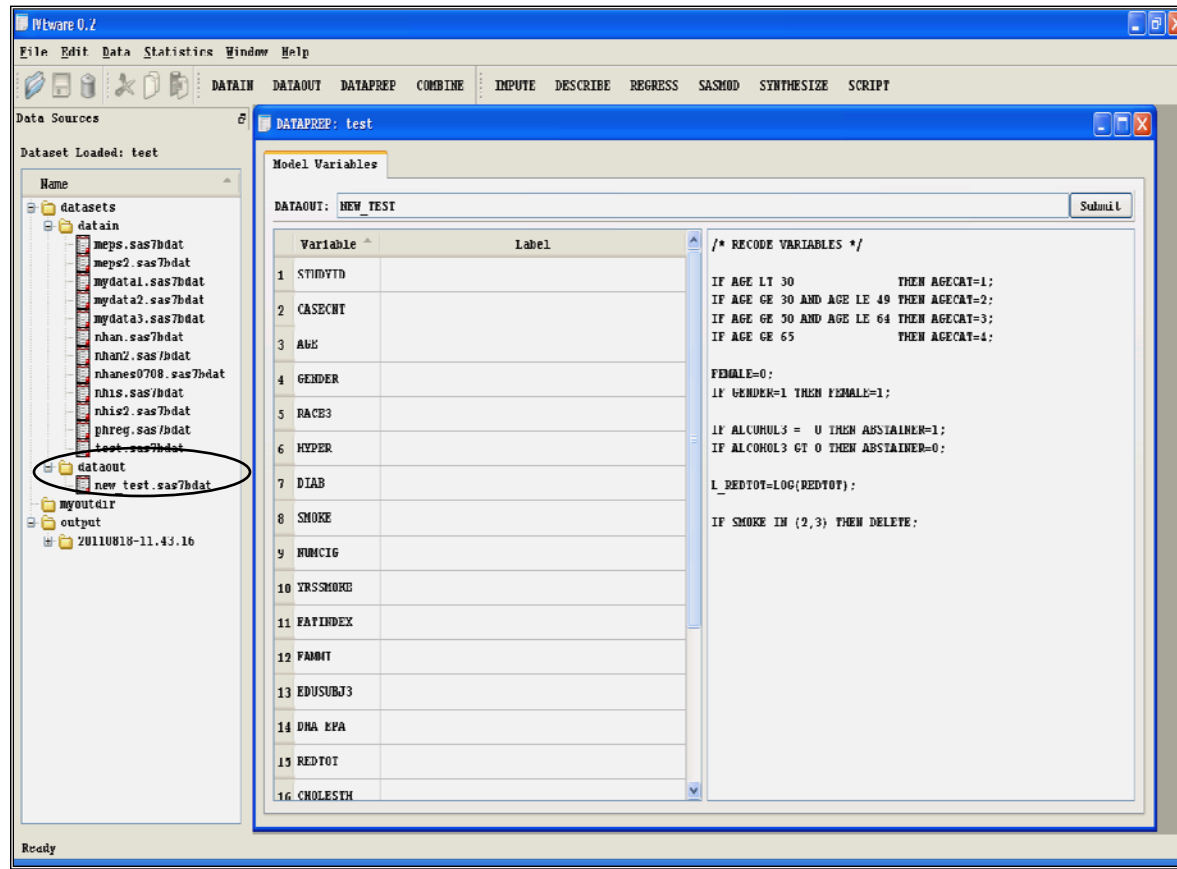 IVEware 0.2
File Edit Data Statistics Window Help
DATAIN DATAOUT DATAPREP COMBINE IMPUTE DESCRIBE REGRESS SASMOD SYNTHESIZE SCRIPT
Data Sources
Dataset Loaded: test
Name
datasets
datain
meps.sas7bdat
meps2.sas7bdat
mydata1.sas7bdat
mydata2.sas7bdat
mydata3.sas7bdat
nhan.sas7bdat
nhan2.sas7bdat
nhanes0708.sas7bdat
nhis.sas7bdat
nhis2.sas7bdat
phreg.sas7bdat
test.sas7bdat
dataout
new_test.sas7bdat
myoutdir
output
20110818-11.43.16
DATAPREP: test
Model Variables
DATAOUT: NEW_TEST Submit
Variable Label
1 STUDYID
2 CASECNT
3 AGE
4 GENDER
5 RACE3
6 HYPER
7 DIAB
8 SMOKE
9 NUMCIG
10 YRSSMOKE
11 FATINDEX
12 FAMMI
13 EDUSUBJ3
14 DHA_EPA
15 REDTOT
16 CHOLESTH
/* RECODE VARIABLES */
IF AGE LT 30 THEN AGECAT=1;
IF AGE GE 30 AND AGE LE 49 THEN AGECAT=2;
IF AGE GE 50 AND AGE LE 64 THEN AGECAT=3;
IF AGE GE 65 THEN AGECAT=4;
FEMALE=0;
IF GENDER=1 THEN FEMALE=1;
IF ALCOHOL3 = 0 THEN ABSTAINER=1;
IF ALCOHOL3 GT 0 THEN ABSTAINER=0;
L_REDTOT=LOG(REDTOT);
IF SMOKE IN (2,3) THEN DELETE;
Ready